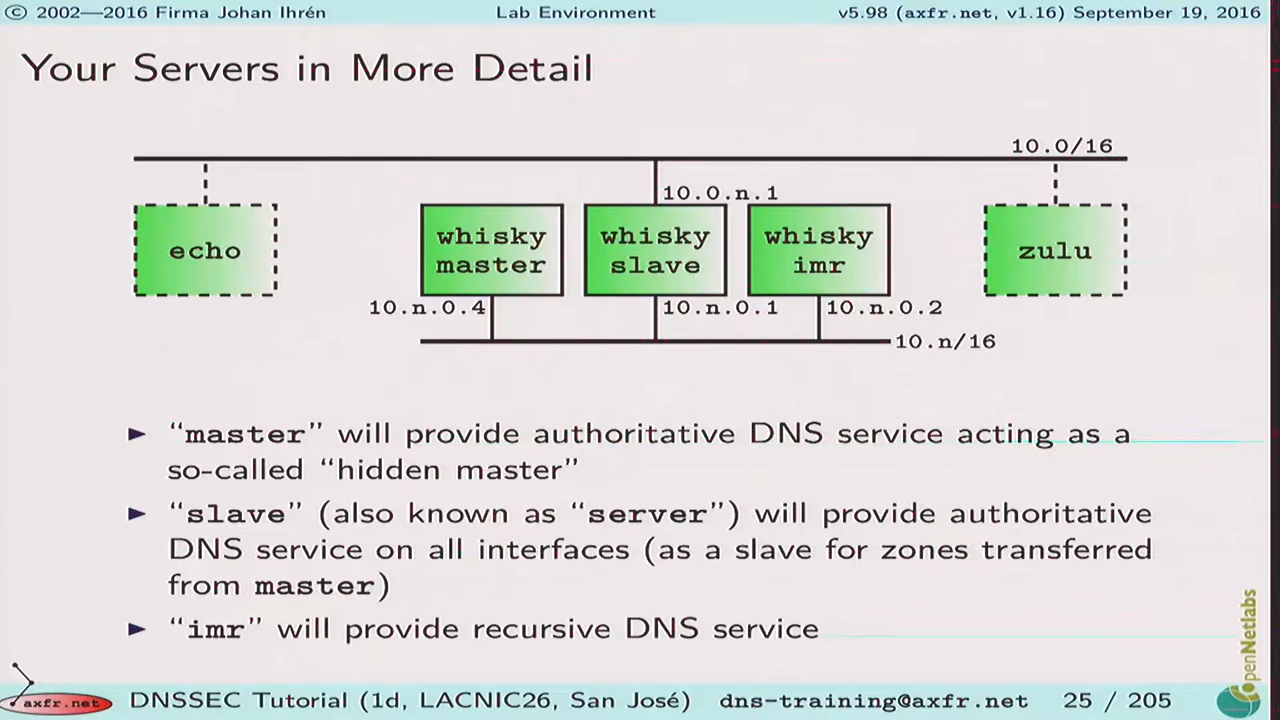 © 2002—2016 Firma Johan Ihrén
Lab Environment
v5.98 (axfr.net, v1.16) September 19, 2016
Your Servers in More Detail
10.0/16
10.0.n.1
echo
whisky
master
whisky
slave
whisky
imr
zulu
10.n.0.4
10.n.0.1
10.n.0.2
10.n/16
► “master” will provide authoritative DNS service acting as a
so-called “hidden master”
► “slave” (also known as “server”) will provide authoritative
DNS service on all interfaces (as a slave for zones transferred
from master)
► “imr” will provide recursive DNS service
openNetlabs
axfr.net
DNSSEC Tutorial (1d, LACNIC26, San José)
dns-training@axfr.net
25 / 205